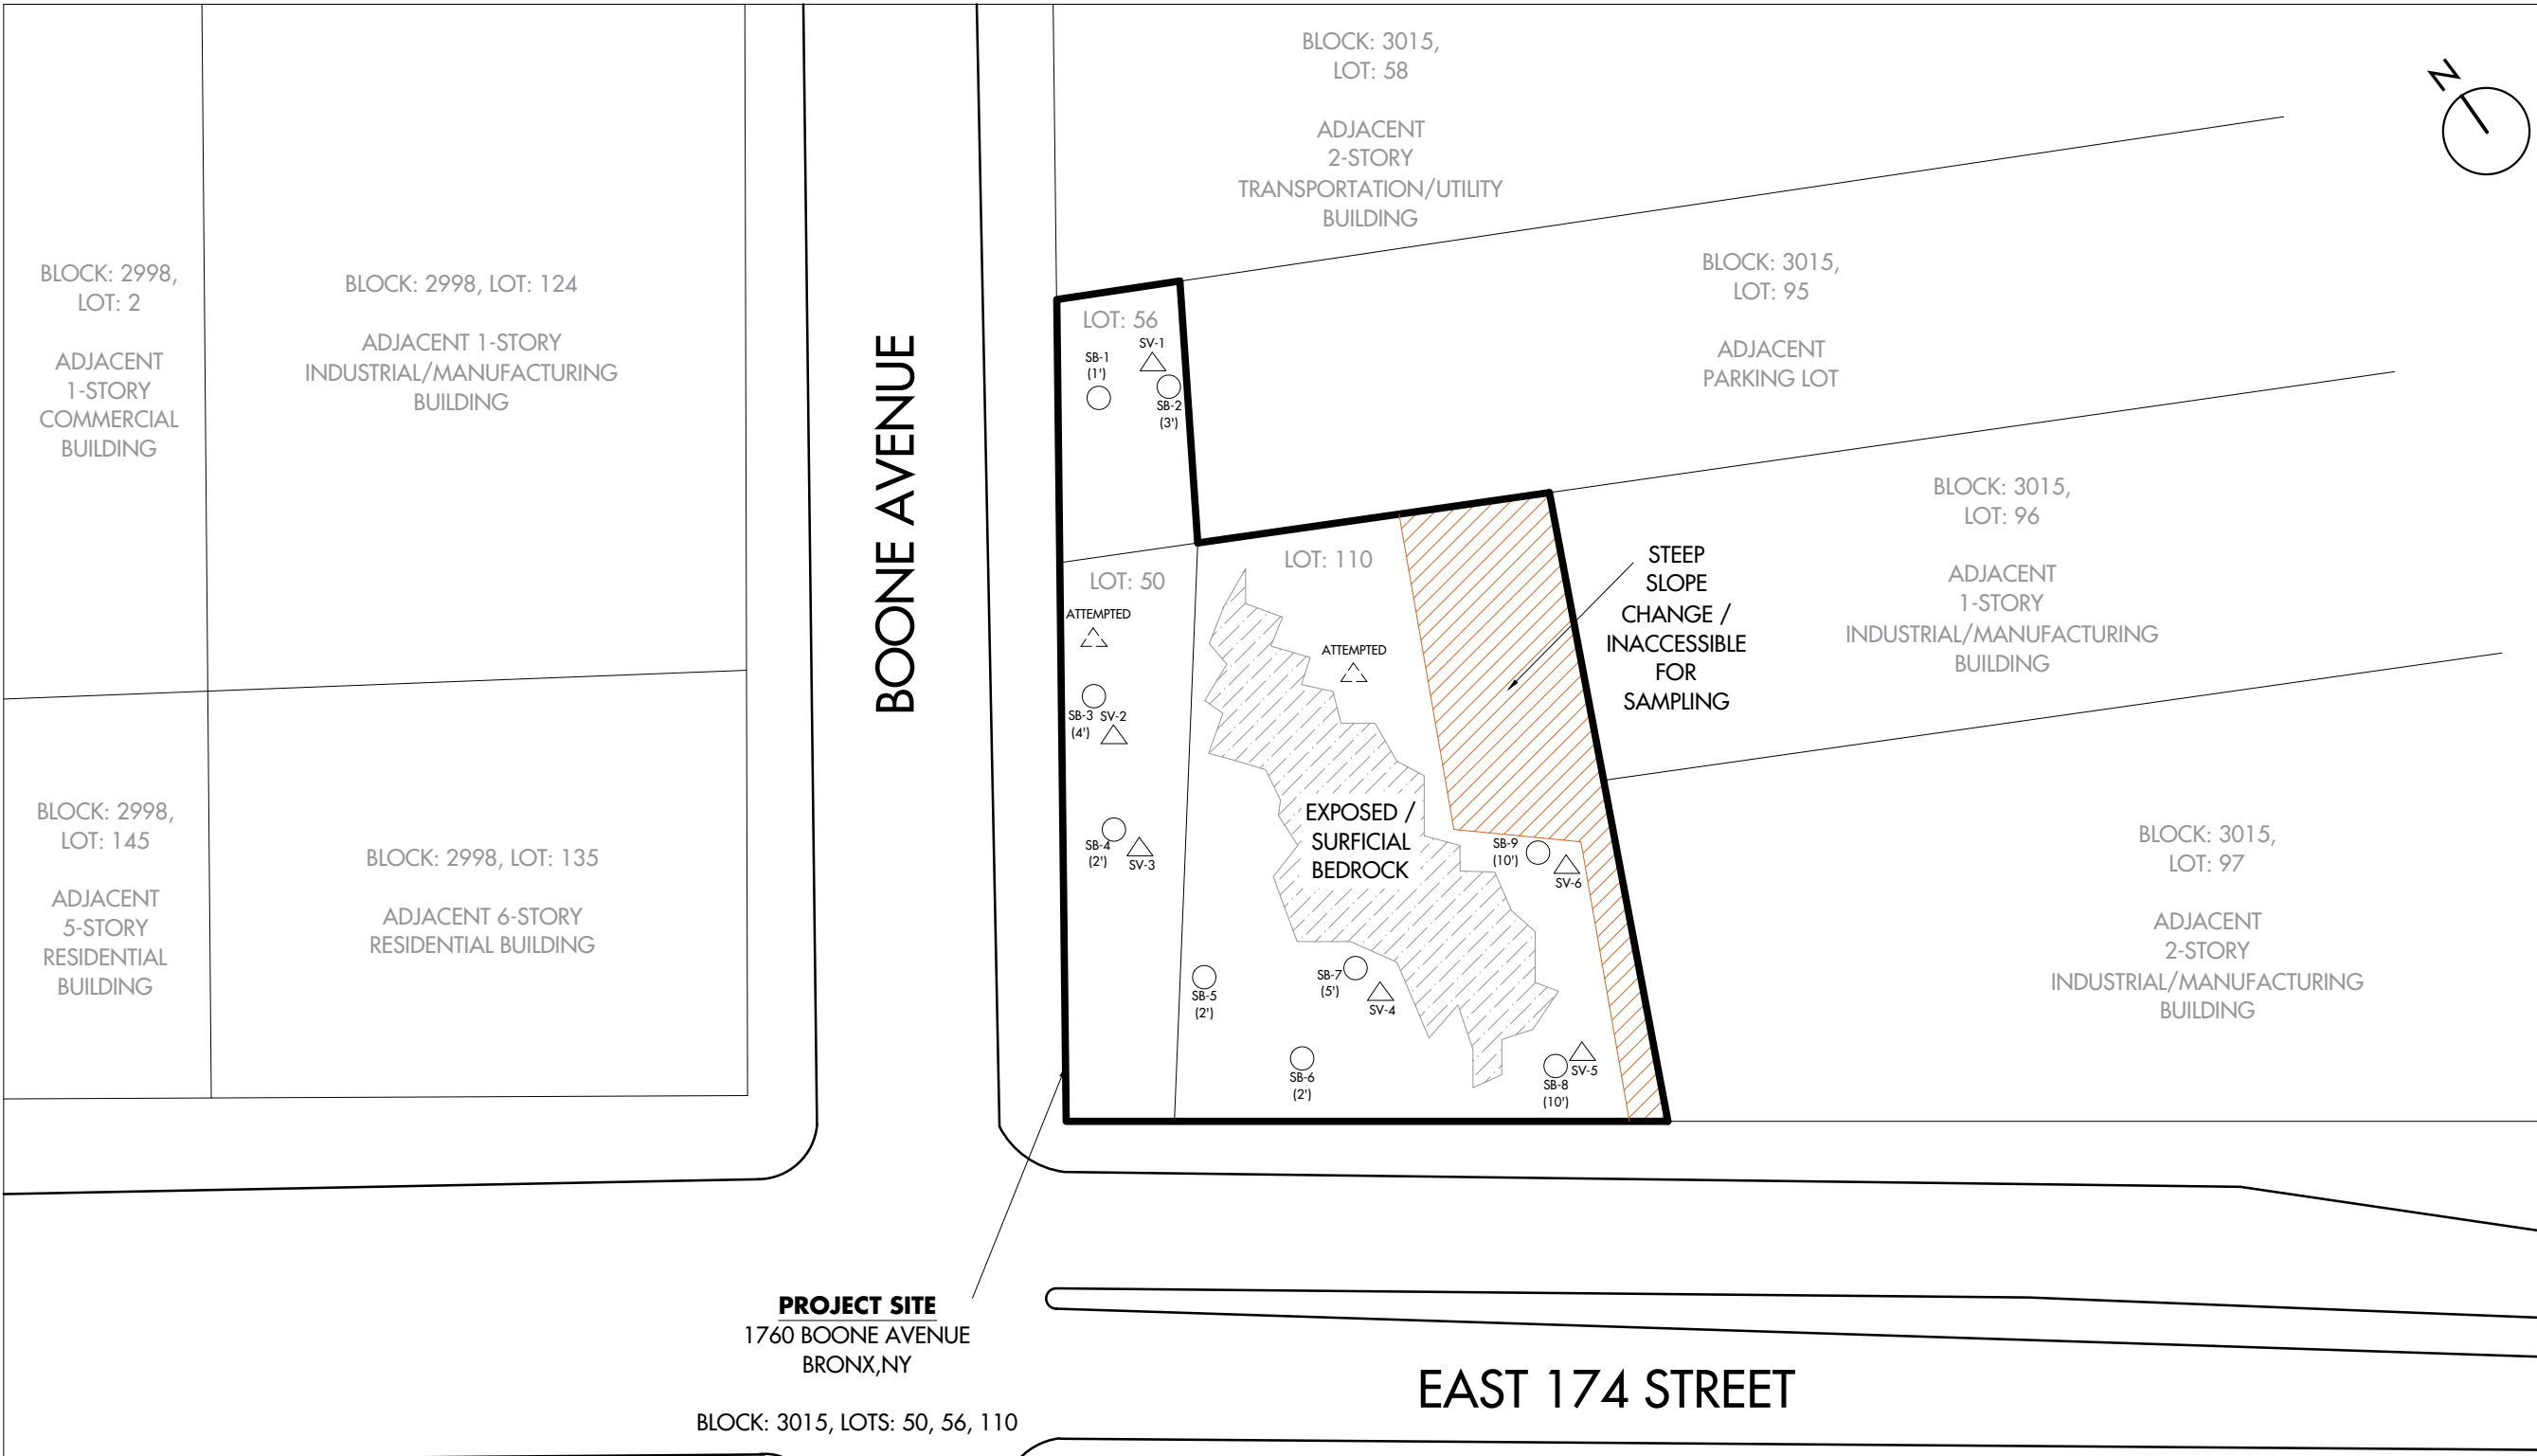 BLOCK: 3015,
LOT: 58
ADJACENT
2-STORY
TRANSPORTATION/UTILITY
BUILDING
N
BLOCK: 2998,
LOT: 2
ADJACENT
1-STORY
COMMERCIAL
BUILDING
BLOCK: 2998, LOT: 124
ADJACENT 1-STORY
INDUSTRIAL/MANUFACTURING
BUILDING
BOONE AVENUE
BLOCK: 3015,
LOT: 95
ADJACENT
PARKING LOT
LOT: 56
SB-1
(1')
SV-1
SB-2
(3')
BLOCK: 3015,
LOT: 96
ADJACENT
1-STORY
INDUSTRIAL/MANUFACTURING
BUILDING
STEEP
SLOPE
CHANGE /
INACCESSIBLE
FOR
SAMPLING
LOT: 110
LOT: 50
ATTEMPTED
ATTEMPTED
SB-3
(4')
SV-2
SB-4
(2')
SV-3
EXPOSED /
SURFICIAL
BEDROCK
SB-9
(10')
SV-6
BLOCK: 2998,
LOT: 145
ADJACENT
5-STORY
RESIDENTIAL
BUILDING
BLOCK: 2998, LOT: 135
ADJACENT 6-STORY
RESIDENTIAL BUILDING
BLOCK: 3015,
LOT: 97
ADJACENT
2-STORY
INDUSTRIAL/MANUFACTURING
BUILDING
SB-5
(2')
SB-7
(5')
SV-4
SB-6
(2')
SB-8
(10')
SV-5
PROJECT SITE
1760 BOONE AVENUE
BRONX,NY
BLOCK: 3015, LOTS: 50, 56, 110
EAST 174 STREET